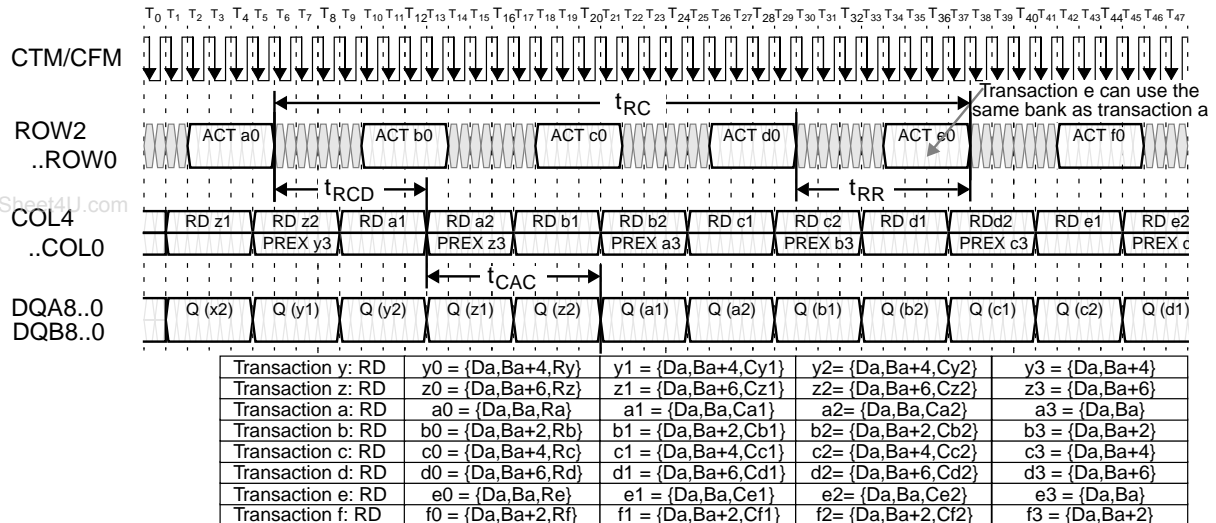 T0 T1 T2 T3 T4 T5 T6 T7 T8 T9 T10 T11 T12 T13 T14 T15 T16 T17 T18 T19 T20 T21 T22 T23 T24 T25 T26 T27 T28 T29 T30 T31 T32 T33 T34 T35 T36 T37 T38 T39 T40 T41 T42 T43 T44 T45 T46 T47
CTM/CFM
Transaction e can use the
same bank as transaction a
tRC
ROW2
..ROW0
ACT a0 ACT b0 ACT c0 ACT d0 ACT e0 ACT f0
tRCD tRR
Sheet4U.com
COL4
..COL0
RD z1 RD z2 RD a1 RD a2 RD b1 RD b2 RD c1 RD c2 RD d1 RDd2 RD e1 RD e2
PREX y3 PREX z3 PREX a3 PREX b3 PREX c3 PREX
tCAC
DQA8..0
DQB8..0
Q (x2) Q (y1) Q (y2) Q (z1) Q (z2) Q (a1) Q (a2) Q (b1) Q (b2) Q (c1) Q (c2) Q (d1)
Transaction y: RD y0 = {Da,Ba+4,Ry} y1 = {Da,Ba+4,Cy1} y2= {Da,Ba+4,Cy2} y3 = {Da,Ba+4}
Transaction z: RD z0 = {Da,Ba+6,Rz} z1 = {Da,Ba+6,Cz1} z2= {Da,Ba+6,Cz2} z3 = {Da,Ba+6}
Transaction a: RD a0 = {Da,Ba,Ra} a1 = {Da,Ba,Ca1} a2= {Da,Ba,Ca2} a3 = {Da,Ba}
Transaction b: RD b0 = {Da,Ba+2,Rb} b1 = {Da,Ba+2,Cb1} b2= {Da,Ba+2,Cb2} b3 = {Da,Ba+2}
Transaction c: RD c0 = {Da,Ba+4,Rc} c1 = {Da,Ba+4,Cc1} c2= {Da,Ba+4,Cc2} c3 = {Da,Ba+4}
Transaction d: RD d0 = {Da,Ba+6,Rd} d1 = {Da,Ba+6,Cd1} d2= {Da,Ba+6,Cd2} d3 = {Da,Ba+6}
Transaction e: RD e0 = {Da,Ba,Re} e1 = {Da,Ba,Ce1} e2= {Da,Ba,Ce2} e3 = {Da,Ba}
Transaction f: RD f0 = {Da,Ba+2,Rf} f1 = {Da,Ba+2,Cf1} f2= {Da,Ba+2,Cf2} f3 = {Da,Ba+2}